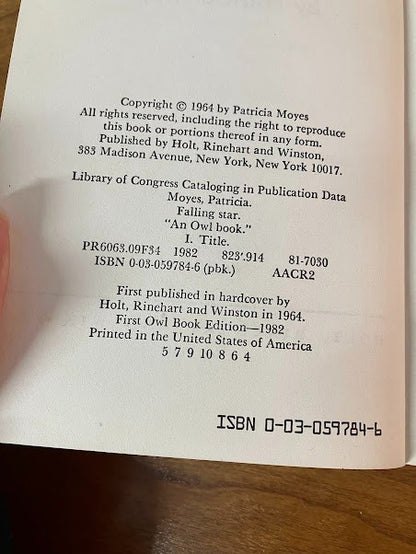 Copyright © 1964 by Patricia Moyes
All rights reserved, including the right to reproduce
this book or portions thereof in any form.
Published by Holt, Rinehart and Winston,
383 Madison Avenue, New York, New York 10017.
Library of Congress Cataloging in Publication Data
Moyes, Patricia.
Falling star.
"An Owl book."
I. Title.
PR6063.09F34 1982 823'.914 81-7030
ISBN 0-03-059784-6 (pbk.) AACR2
First published in hardcover by
Holt, Rinehart and Winston in 1964.
First Owl Book Edition—1982
Printed in the United States of America
5 7 9 10 8 6 4
ISBN 0-03-059784-6